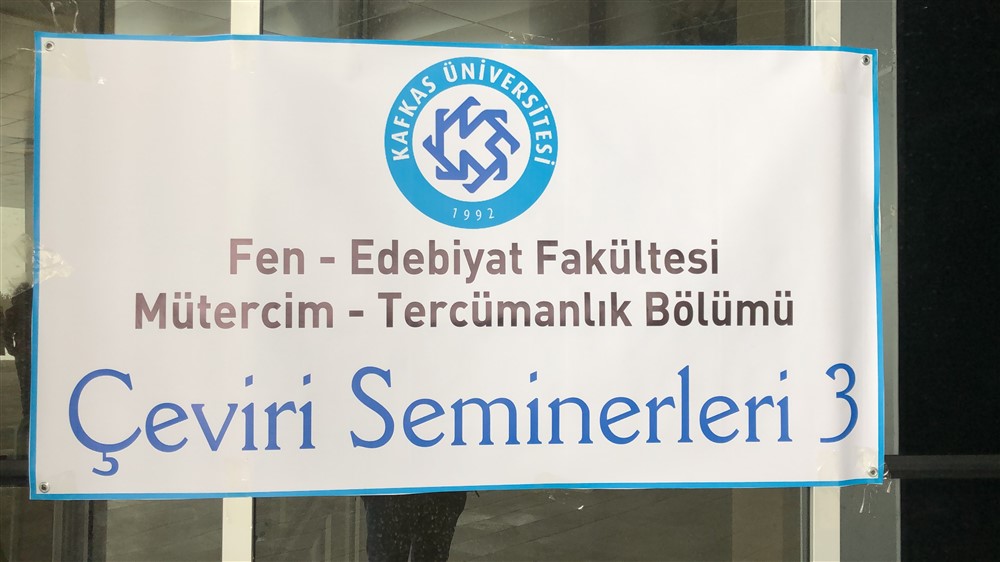 KAFKAS ÜNİVERSİTESİ
1992
Fen - Edebiyat Fakültesi
Mütercim - Tercümanlık Bölümü
Çeviri Seminerleri 3